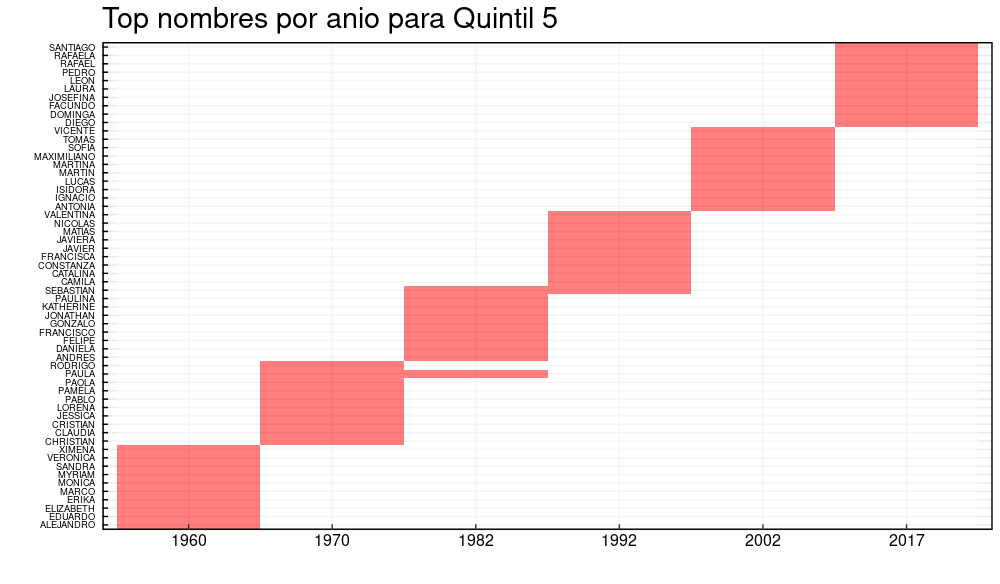 Top nombres por anio para Quintil 5
SANTIAGO
RAFAELA
RAFAEL
PEDRO
LEON
LAURA
JOSEFINA
FACUNDO
DOMINGA
DIEGO
VICENTE
TOMAS
SOFIA
MAXIMILIANO
MARTINA
MARTIN
LUCAS
ISIDORA
IGNACIO
ANTONIA
VALENTINA
NICOLAS
MATIAS
JAVIERA
JAVIER
FRANCISCA
CONSTANZA
CATALINA
CAMILA
SEBASTIAN
PAULINA
KATHERINE
JONATHAN
GONZALO
FRANCISCO
FELIPE
DANIELA
ANDRES
RODRIGO
PAULA
PAOLA
PAMELA
PABLO
LORENA
JESSICA
CRISTIAN
CLAUDIA
CHRISTIAN
XIMENA
VERONICA
SANDRA
MYRIAM
MONICA
MARCO
ERIKA
ELIZABETH
EDUARDO
ALEJANDRO
1960 1970 1982 1992 2002 2017